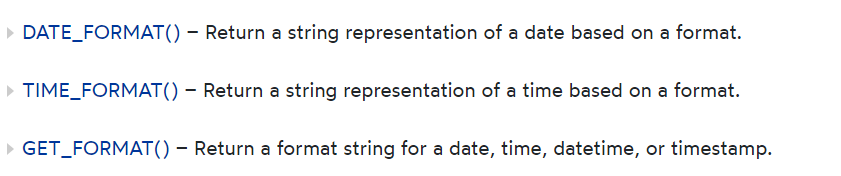 DATE_FORMAT() – Return a string representation of a date based on a format.
TIME_FORMAT() – Return a string representation of a time based on a format.
GET_FORMAT() – Return a format string for a date, time, datetime, or timestamp.